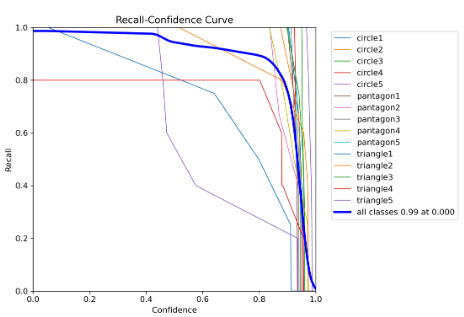 Recall-Confidence Curve
1.0
0.8
0.6
0.4
0.2
0.0
Recall
0.0 0.2 0.4 0.6 0.8 1.0
Confidence
circle1
circle2
circle3
circle4
circle5
pantagon1
pantagon2
pantagon3
pantagon4
pantagon5
triangle1
triangle2
triangle3
triangle4
triangle5
all classes 0.99 at 0.000